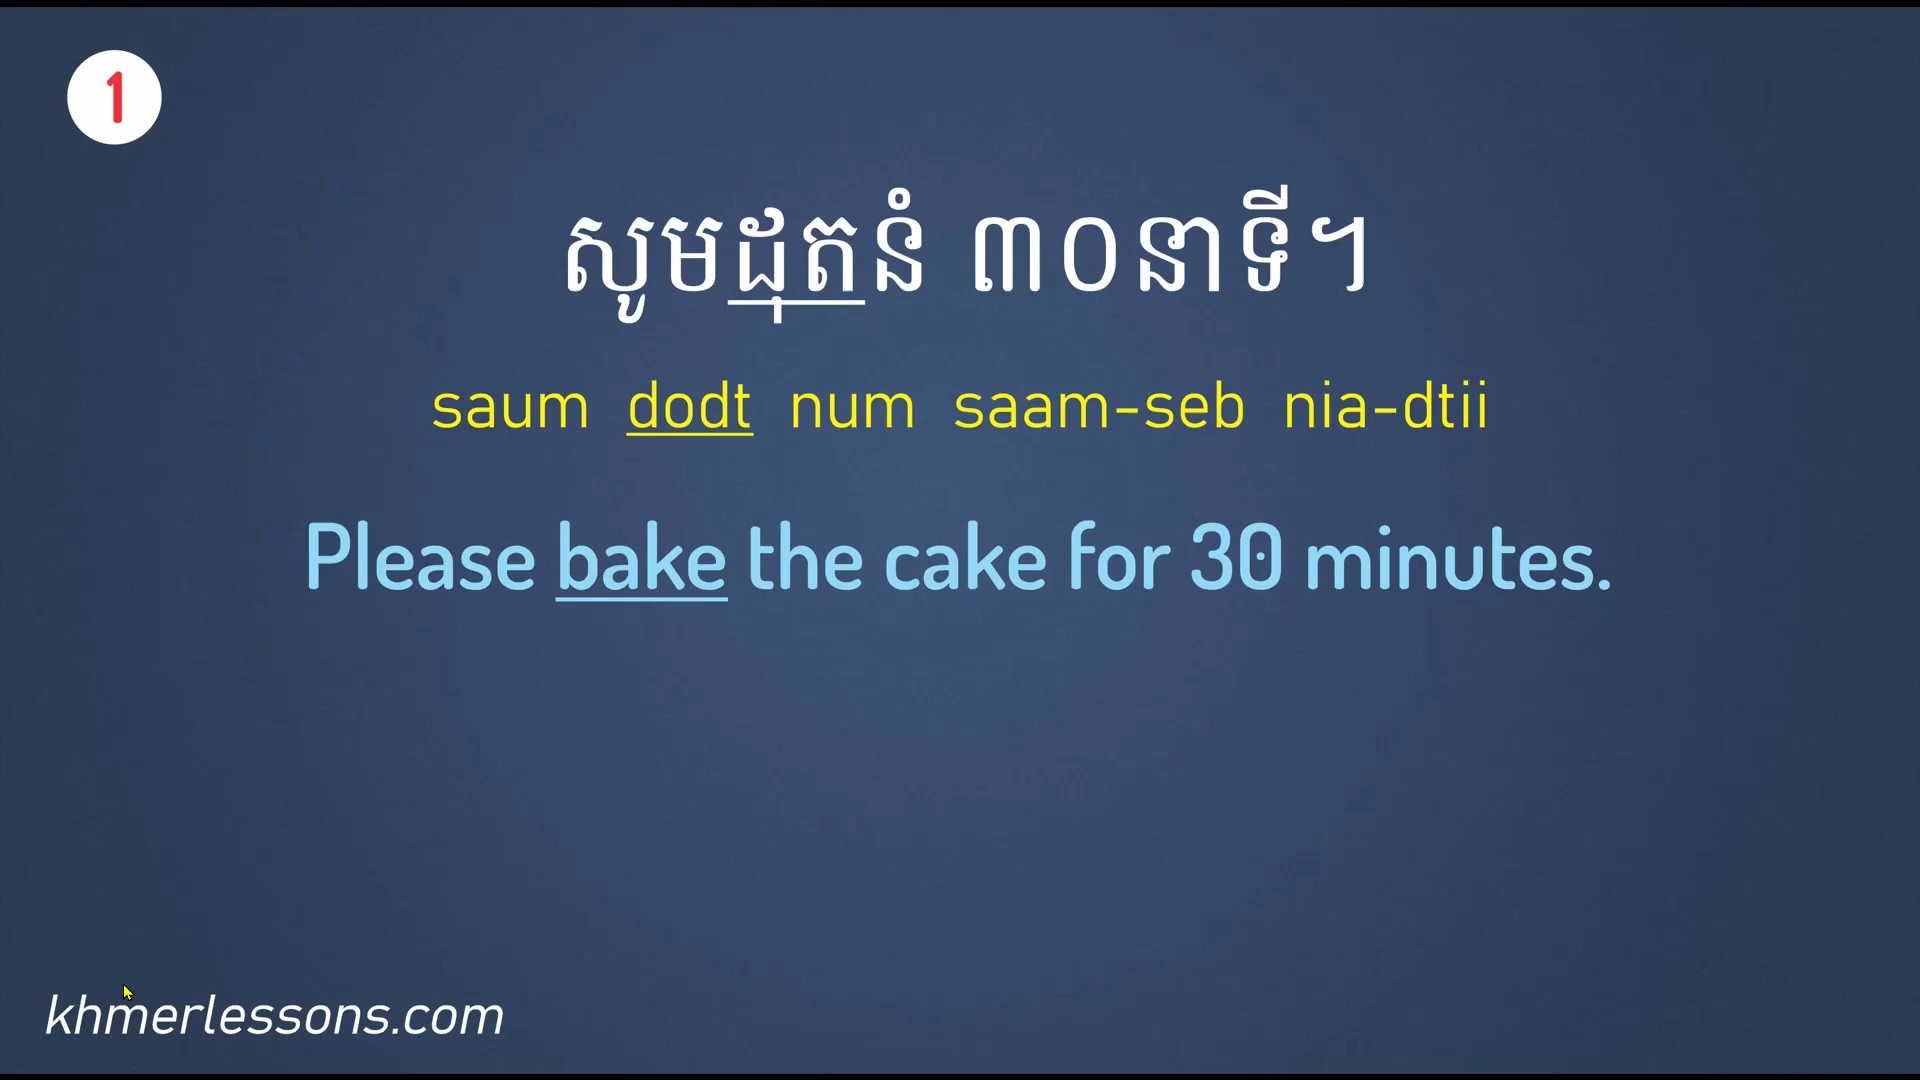 1
សូមដុតនំ ៣០នាទី។
saum dodt num saam-seb nia-dtii
Please bake the cake for 30 minutes.
khmerlessons.com